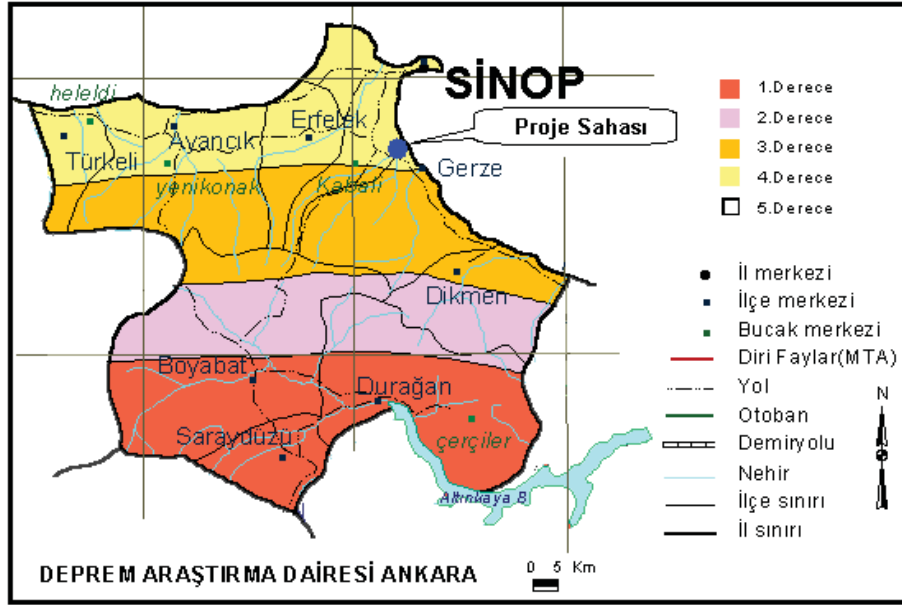 SİNOP
heleldi
Türkeli
Ayancık
Erfelek
yenikonak
Kabalı
Proje Sahası
Gerze
Dikmen
Boyabat
Durağan
Saraydüzü
çerçiler
Altınkaya B
1.Derece
2.Derece
3.Derece
4.Derece
5.Derece
İl merkezi
İlçe merkezi
Bucak merkezi
Diri Faylar(MTA)
Yol
Otoban
Demiryolu
Nehir
İlçe sınırı
İl sınırı
N
DEPREM ARAŞTIRMA DAİRESİ ANKARA
0 5 Km